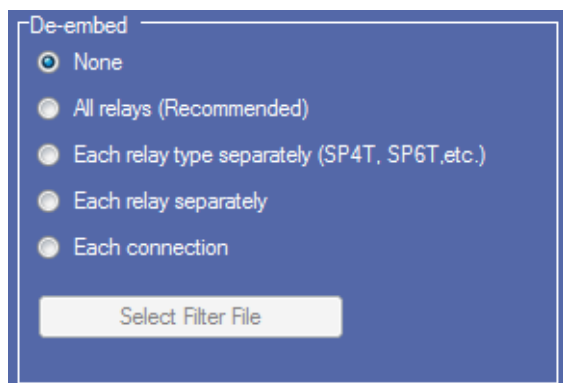 De-embed
None
All relays (Recommended)
Each relay type separately (SP4T, SP6T,etc.)
Each relay separately
Each connection
Select Filter File